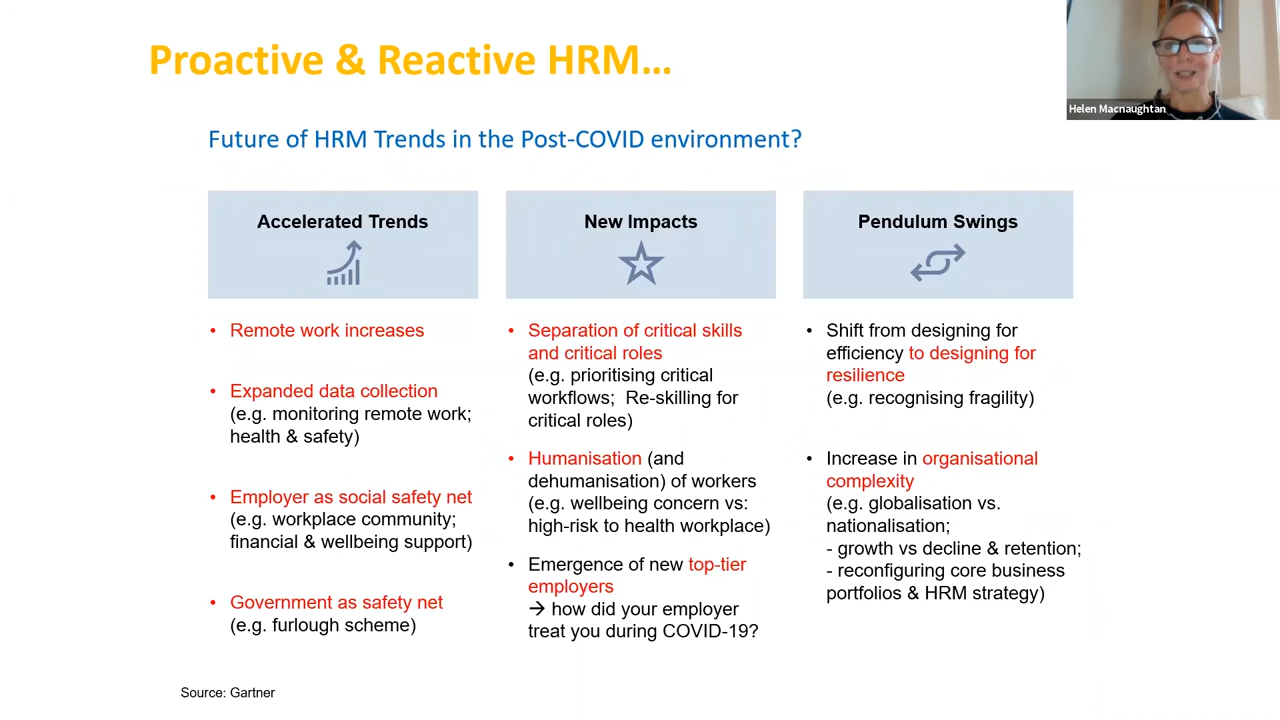 Proactive & Reactive HRM...
Helen Macnaughtan
Future of HRM Trends in the Post-COVID environment?
Accelerated Trends
• Remote work increases
• Expanded data collection
(e.g. monitoring remote work;
health & safety)
• Employer as social safety net
(e.g. workplace community;
financial & wellbeing support)
• Government as safety net
(e.g. furlough scheme)
New Impacts
• Separation of critical skills
and critical roles
(e.g. prioritising critical
workflows; Re-skilling for
critical roles)
• Humanisation (and
dehumanisation) of workers
(e.g. wellbeing concern vs:
high-risk to health workplace)
• Emergence of new top-tier
employers
→ how did your employer
treat you during COVID-19?
Pendulum Swings
• Shift from designing for
efficiency to designing for
resilience
(e.g. recognising fragility)
• Increase in organisational
complexity
(e.g. globalisation vs.
nationalisation;
- growth vs decline & retention;
- reconfiguring core business
portfolios & HRM strategy)
Source: Gartner